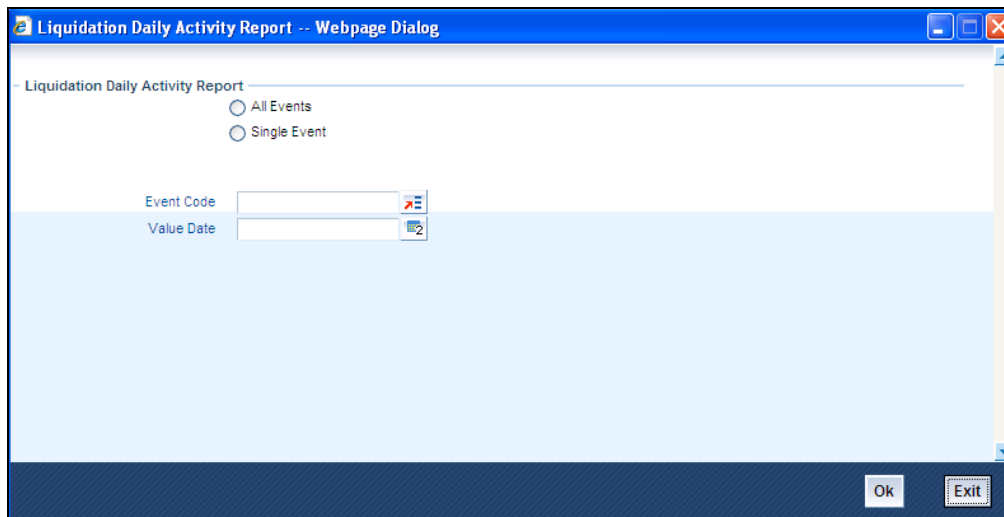 Liquidation Daily Activity Report -- Webpage Dialog
Liquidation Daily Activity Report
All Events
Single Event
Event Code
Value Date
2
Ok
Exit